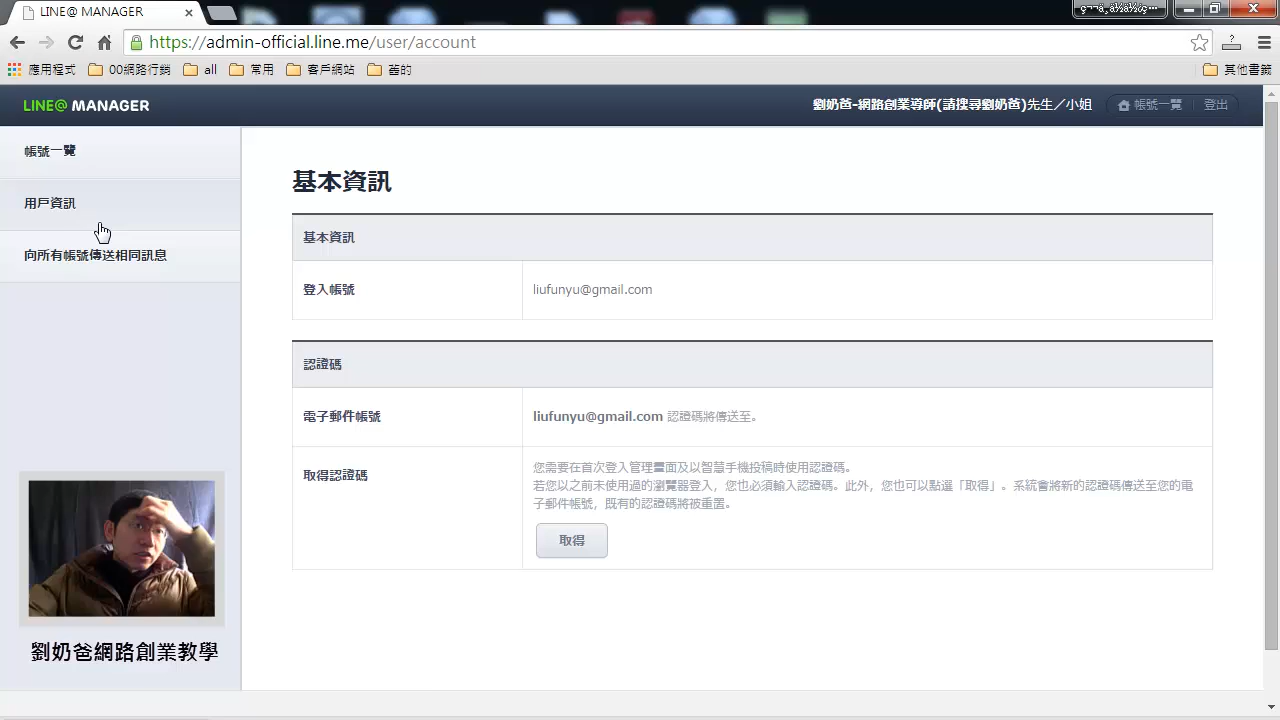 LINE@ MANAGER
https://admin-official.line.me/user/account
應用程式 00網路行銷 all 常用 客戶網站 舊的 其他書籤
LINE@ MANAGER
劉奶爸-網路創業導師(請搜尋劉奶爸)先生／小姐 帳號一覽 登出
帳號一覽
用戶資訊
向所有帳號傳送相同訊息
基本資訊
基本資訊
登入帳號 liufunyu@gmail.com
認證碼
電子郵件帳號 liufunyu@gmail.com 認證碼將傳送至。
取得認證碼
您需要在首次登入管理畫面及以智慧手機投稿時使用認證碼。
若您以之前未使用過的瀏覽器登入，您也必須輸入認證碼。此外，您也可以點選「取得」。系統會將新的認證碼傳送至您的電
子郵件帳號，既有的認證碼將被重置。
取得
劉奶爸網路創業教學